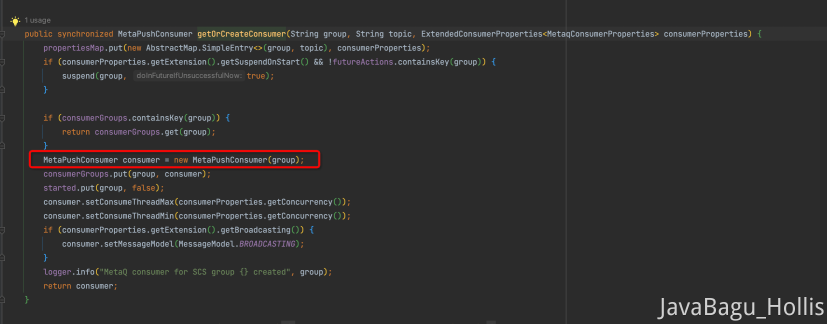 1 usage
public synchronized MetaPushConsumer getOrCreateConsumer(String group, String topic, ExtendedConsumerProperties<MetaqConsumerProperties> consumerProperties) {
propertiesMap.put(new AbstractMap.SimpleEntry<>(group, topic), consumerProperties);
if (consumerProperties.getExtension().getSuspendOnStart() && !futureActions.containsKey(group)) {
suspend(group, doInFutureIfUnsuccessfulNow: true);
}
if (consumerGroups.containsKey(group)) {
return consumerGroups.get(group);
}
MetaPushConsumer consumer = new MetaPushConsumer(group);
consumerGroups.put(group, consumer);
started.put(group, false);
consumer.setConsumeThreadMax(consumerProperties.getConcurrency());
consumer.setConsumeThreadMin(consumerProperties.getConcurrency());
if (consumerProperties.getExtension().getBroadcasting()) {
consumer.setMessageModel(MessageModel.BROADCASTING);
}
logger.info("MetaQ consumer for SCS group {} created", group);
return consumer;
}
JavaBagu_Hollis